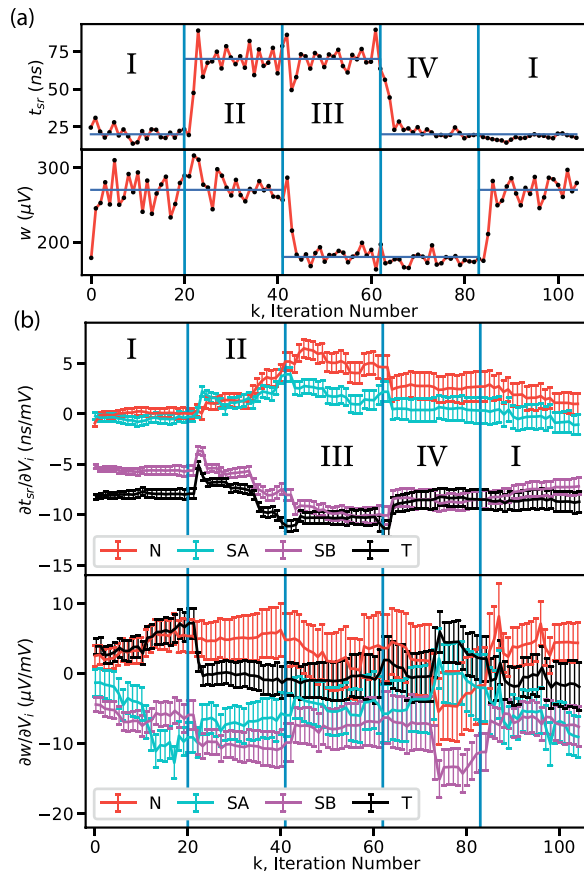 (a)
I
II
III
IV
I
t_sr (ns)
75
50
25
w (μV)
300
180
0
20
40
60
80
100
k, Iteration Number
(b)
I
II
III
IV
I
∂t_sr/∂V_i (ns/mV)
5
0
−5
−10
−15
N SA SB T
∂w/∂V_i (μV/mV)
10
0
−10
−20
N SA SB T
0 20 40 60 80 100
k, Iteration Number